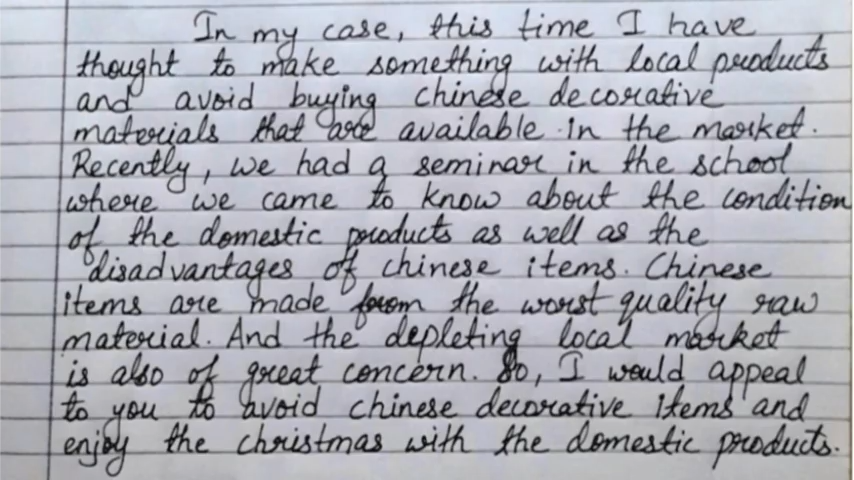 In my case, this time I have
thought to make something with local products
and avoid buying chinese decorative
materials that are available in the market.
Recently, we had a seminar in the school
where we came to know about the condition
of the domestic products as well as the
disadvantages of chinese items. Chinese
items are made from the worst quality raw
material. And the depleting local market
is also of great concern. So, I would appeal
to you to avoid chinese decorative items and
enjoy the christmas with the domestic products.